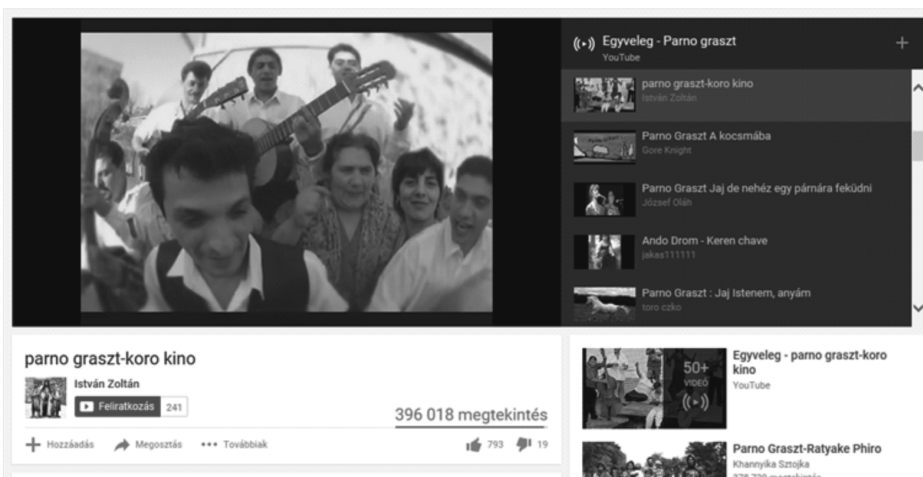 Egyveleg - Parno graszt
YouTube
parno graszt-koro kino
István Zoltán
Parno Graszt A kocsmába
Gore Knight
Parno Graszt Jaj de nehéz egy párnára feküdni
József Oláh
Ando Drom - Keren chave
jakas111111
Parno Graszt : Jaj Istenem, anyám
toro czko
parno graszt-koro kino
István Zoltán
Feliratkozás 241
396 018 megtekintés
Hozzáadás Megosztás Továbbiak 793 19
50+
VIDEÓ
Egyveleg - parno graszt-koro
kino
YouTube
Parno Graszt-Ratyake Phiro
Khannyika Sztojka